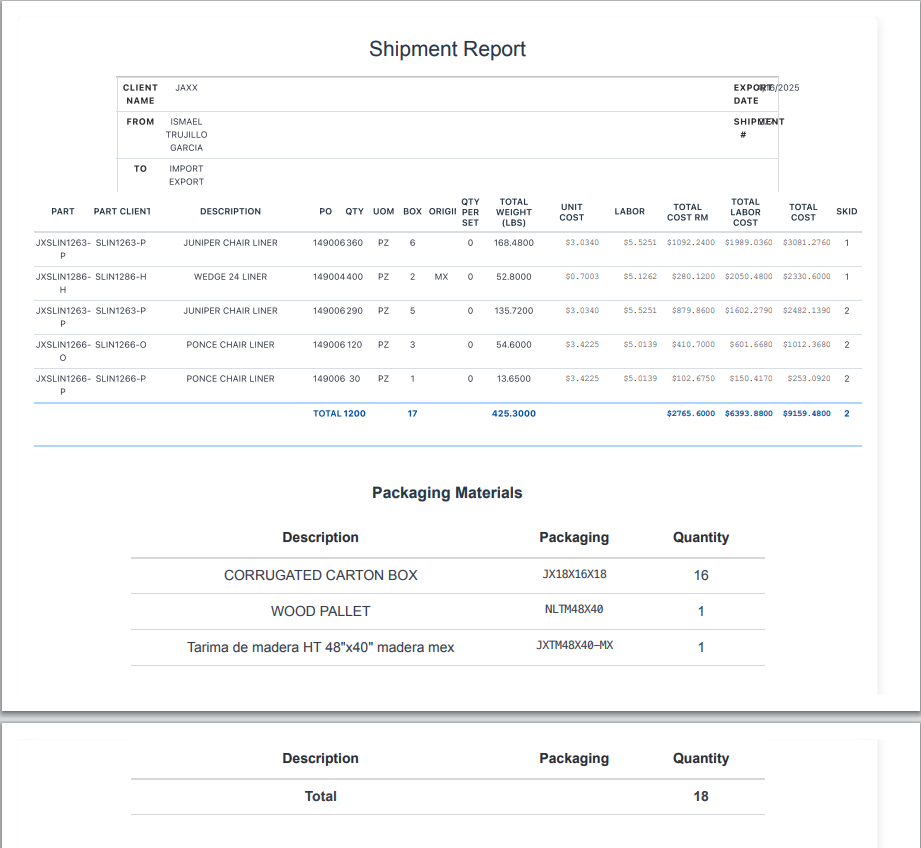 Shipment Report
CLIENT NAME JAXX EXPORT DATE /2025
FROM ISMAEL TRUJILLO GARCIA SHIPMENT #
TO IMPORT EXPORT
PART PART CLIENT DESCRIPTION PO QTY UOM BOX ORIGII QTY PER SET TOTAL WEIGHT (LBS) UNIT COST LABOR TOTAL COST RM TOTAL LABOR COST TOTAL COST SKID
JXSLIN1263-P SLIN1263-P JUNIPER CHAIR LINER 149006 360 PZ 6 0 168.4800 $3.0340 $5.5251 $1092.2400 $1989.0360 $3081.2760 1
JXSLIN1286-H SLIN1286-H WEDGE 24 LINER 149004 400 PZ 2 MX 0 52.8000 $0.7003 $5.1262 $280.1200 $2050.4800 $2330.6000 1
JXSLIN1263-P SLIN1263-P JUNIPER CHAIR LINER 149006 290 PZ 5 0 135.7200 $3.0340 $5.5251 $879.8600 $1602.2790 $2482.1390 2
JXSLIN1266-O SLIN1266-O PONCE CHAIR LINER 149006 120 PZ 3 0 54.6000 $3.4225 $5.0139 $410.7000 $601.6680 $1012.3680 2
JXSLIN1266-P SLIN1266-P PONCE CHAIR LINER 149006 30 PZ 1 0 13.6500 $3.4225 $5.0139 $102.6750 $150.4170 $253.0920 2
TOTAL 1200 17 425.3000 $2765.6000 $6393.8800 $9159.4800 2
Packaging Materials
Description Packaging Quantity
CORRUGATED CARTON BOX JX18X16X18 16
WOOD PALLET NLTM48X40 1
Tarima de madera HT 48"x40" madera mex JXTM48X40-MX 1
Description Packaging Quantity
Total 18